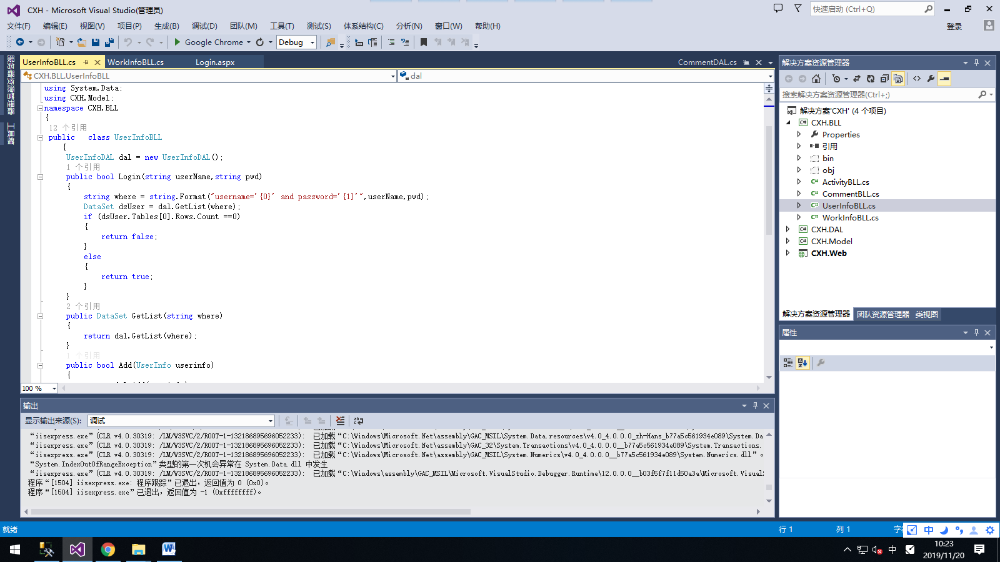 CXH - Microsoft Visual Studio(管理员)
快速启动 (Ctrl+Q)
文件(F) 编辑(E) 视图(V) 项目(P) 生成(B) 调试(D) 团队(M) 工具(T) 测试(S) 体系结构(C) 分析(N) 窗口(W) 帮助(H)
登录
Google Chrome Debug
服务器资源管理器
工具箱
UserInfoBLL.cs WorkInfoBLL.cs Login.aspx CommentDAL.cs
CXH.BLL.UserInfoBLL dal
using System.Data;
using CXH.Model;
namespace CXH.BLL
{
12 个引用
public class UserInfoBLL
{
UserInfoDAL dal = new UserInfoDAL();
1 个引用
public bool Login(string userName,string pwd)
{
string where = string.Format("username='{0}' and password='{1}'",userName,pwd);
DataSet dsUser = dal.GetList(where);
if (dsUser.Tables[0].Rows.Count ==0)
{
return false;
}
else
{
return true;
}
}
2 个引用
public DataSet GetList(string where)
{
return dal.GetList(where);
}
1 个引用
public bool Add(UserInfo userinfo)
{
100 %
输出
显示输出来源(S): 调试
“iisexpress.exe”(CLR v4.0.30319: /LM/W3SVC/2/ROOT-1-132186895696052233): 已加载“C:\Windows\Microsoft.Net\assembly\GAC_MSIL\System.Data.resources\v4.0_4.0.0.0_zh-Hans_b77a5c561934e089\System.Da
“iisexpress.exe”(CLR v4.0.30319: /LM/W3SVC/2/ROOT-1-132186895696052233): 已加载“C:\Windows\Microsoft.Net\assembly\GAC_32\System.Transactions\v4.0_4.0.0.0__b77a5c561934e089\System.Transactions.
“iisexpress.exe”(CLR v4.0.30319: /LM/W3SVC/2/ROOT-1-132186895696052233): 已加载“C:\Windows\Microsoft.Net\assembly\GAC_MSIL\System.Numerics\v4.0_4.0.0.0__b77a5c561934e089\System.Numerics.dll”。
“System.IndexOutOfRangeException”类型的第一次机会异常在 System.Data.dll 中发生
“iisexpress.exe”(CLR v4.0.30319: /LM/W3SVC/2/ROOT-1-132186895696052233): 已加载“C:\Windows\assembly\GAC_MSIL\Microsoft.VisualStudio.Debugger.Runtime\12.0.0.0__b03f5f7f11d50a3a\Microsoft.Visual
程序“[1504] iisexpress.exe: 程序跟踪”已退出，返回值为 0 (0x0)。
程序“[1504] iisexpress.exe”已退出，返回值为 -1 (0xffffffff)。
解决方案资源管理器
搜索解决方案资源管理器(Ctrl+;)
解决方案'CXH' (4 个项目)
CXH.BLL
Properties
引用
bin
obj
ActivityBLL.cs
CommentBLL.cs
UserInfoBLL.cs
WorkInfoBLL.cs
CXH.DAL
CXH.Model
CXH.Web
解决方案资源管理器 团队资源管理器 类视图
属性
就绪 行 1 列 1 中
中
10:23
2019/11/20